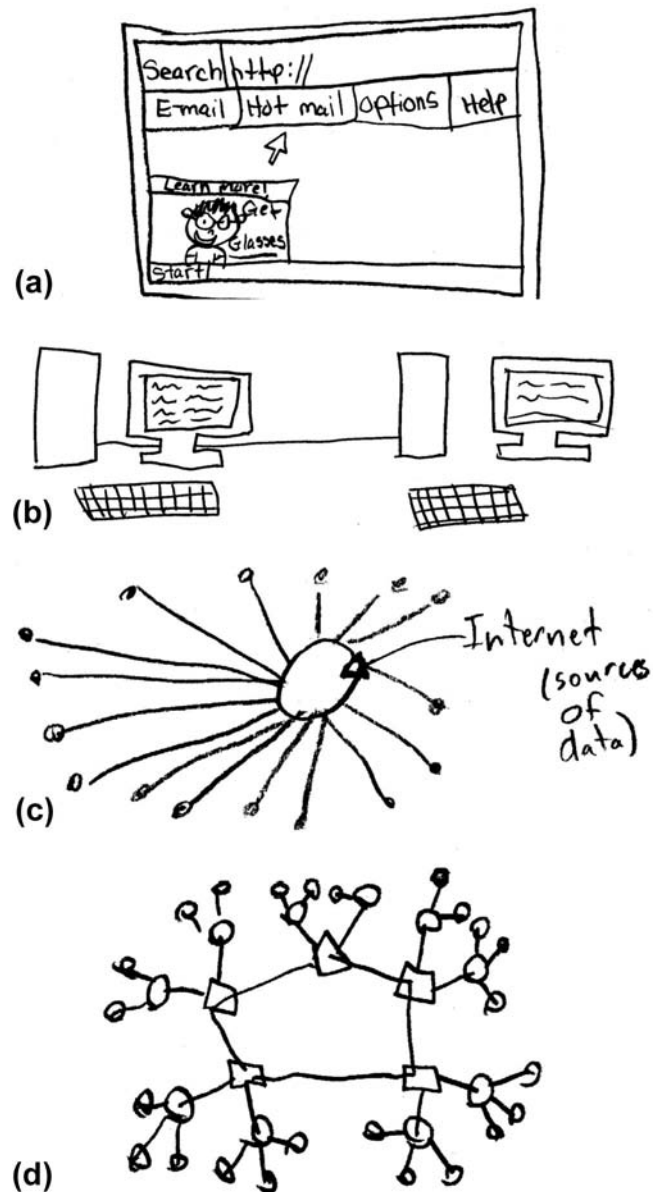 Search http://
E-mail Hot mail Options Help
Learn more!
Get
Glasses
Start
(a)
(b)
Internet
(sources
of
data)
(c)
(d)